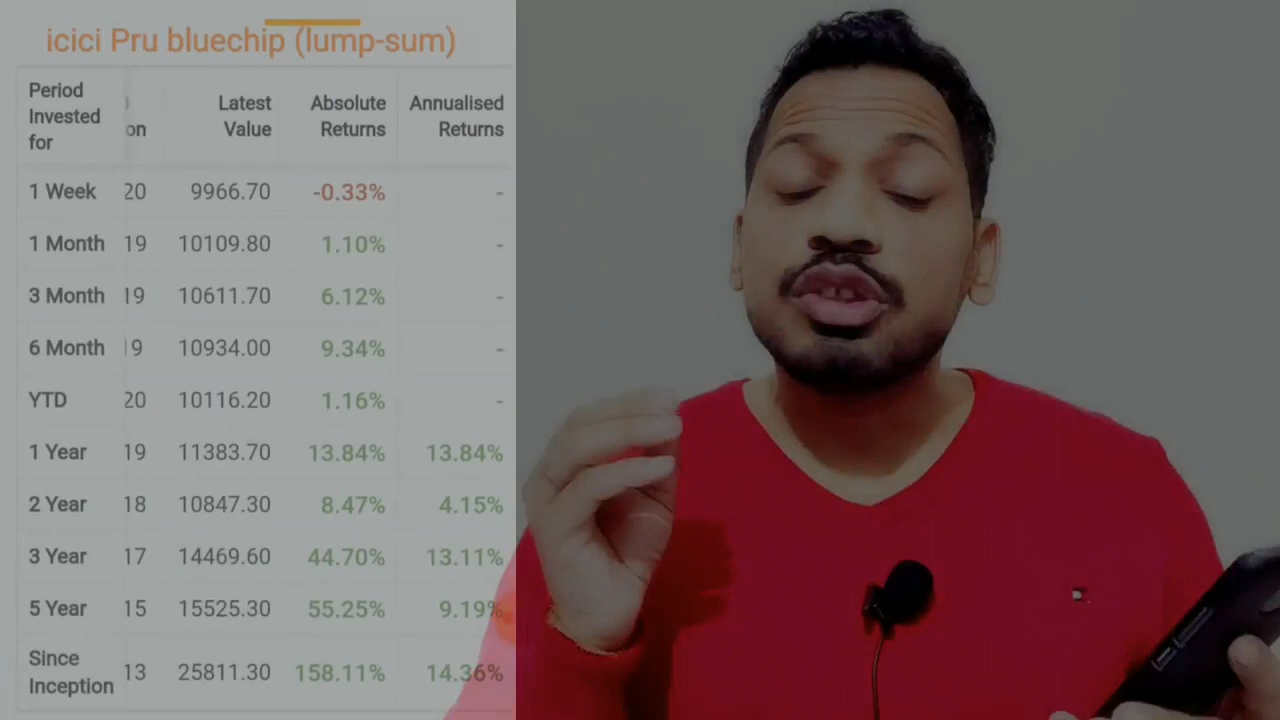 icici Pru bluechip (lump-sum)
Period Invested for on Latest Value Absolute Returns Annualised Returns
1 Week 20 9966.70 -0.33% -
1 Month 19 10109.80 1.10% -
3 Month 19 10611.70 6.12% -
6 Month 19 10934.00 9.34% -
YTD 20 10116.20 1.16% -
1 Year 19 11383.70 13.84% 13.84%
2 Year 18 10847.30 8.47% 4.15%
3 Year 17 14469.60 44.70% 13.11%
5 Year 15 15525.30 55.25% 9.19%
Since Inception 13 25811.30 158.11% 14.36%